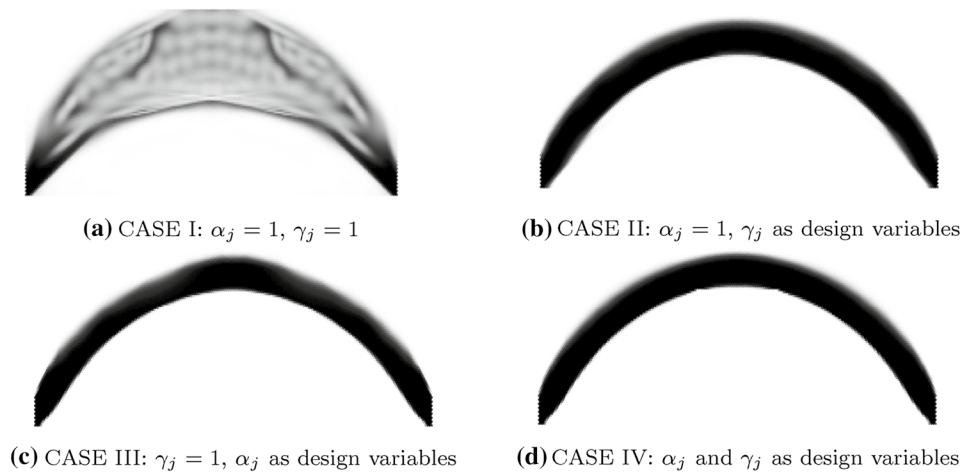 (a) CASE I: αⱼ = 1, γⱼ = 1
(b) CASE II: αⱼ = 1, γⱼ as design variables
(c) CASE III: γⱼ = 1, αⱼ as design variables
(d) CASE IV: αⱼ and γⱼ as design variables